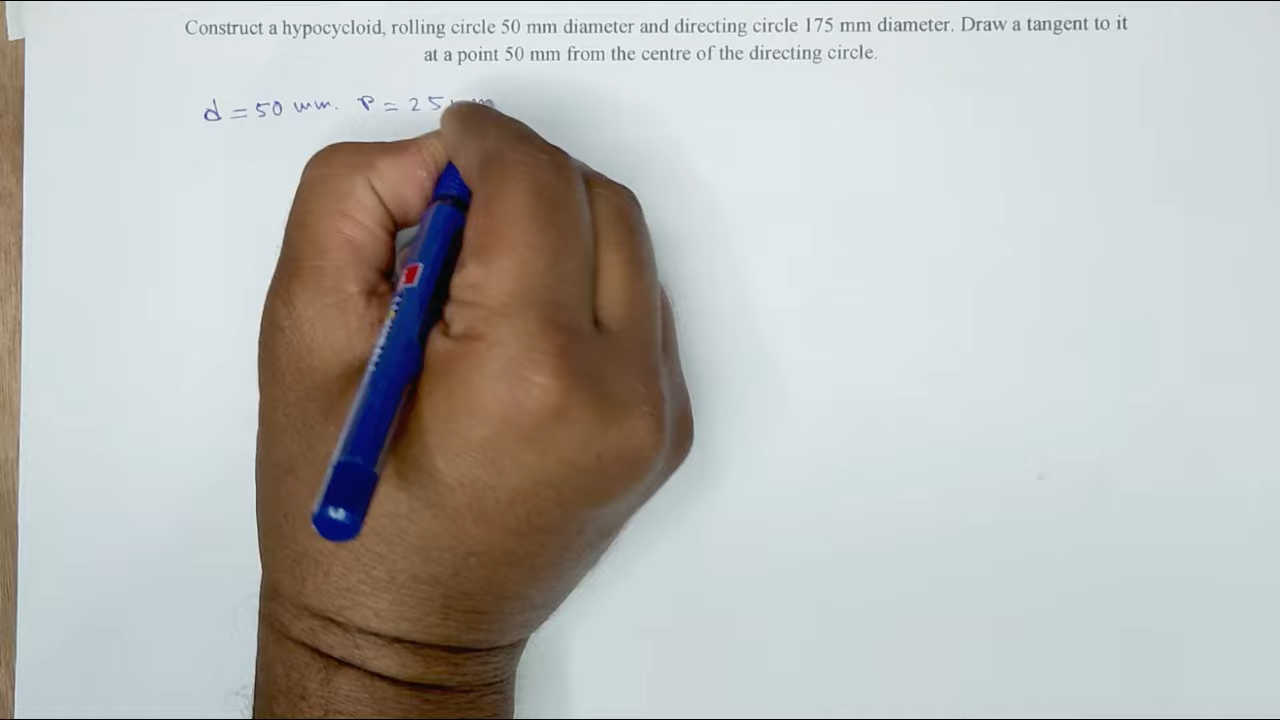 Construct a hypocycloid, rolling circle 50 mm diameter and directing circle 175 mm diameter. Draw a tangent to it
at a point 50 mm from the centre of the directing circle.
d = 50 mm. r = 25